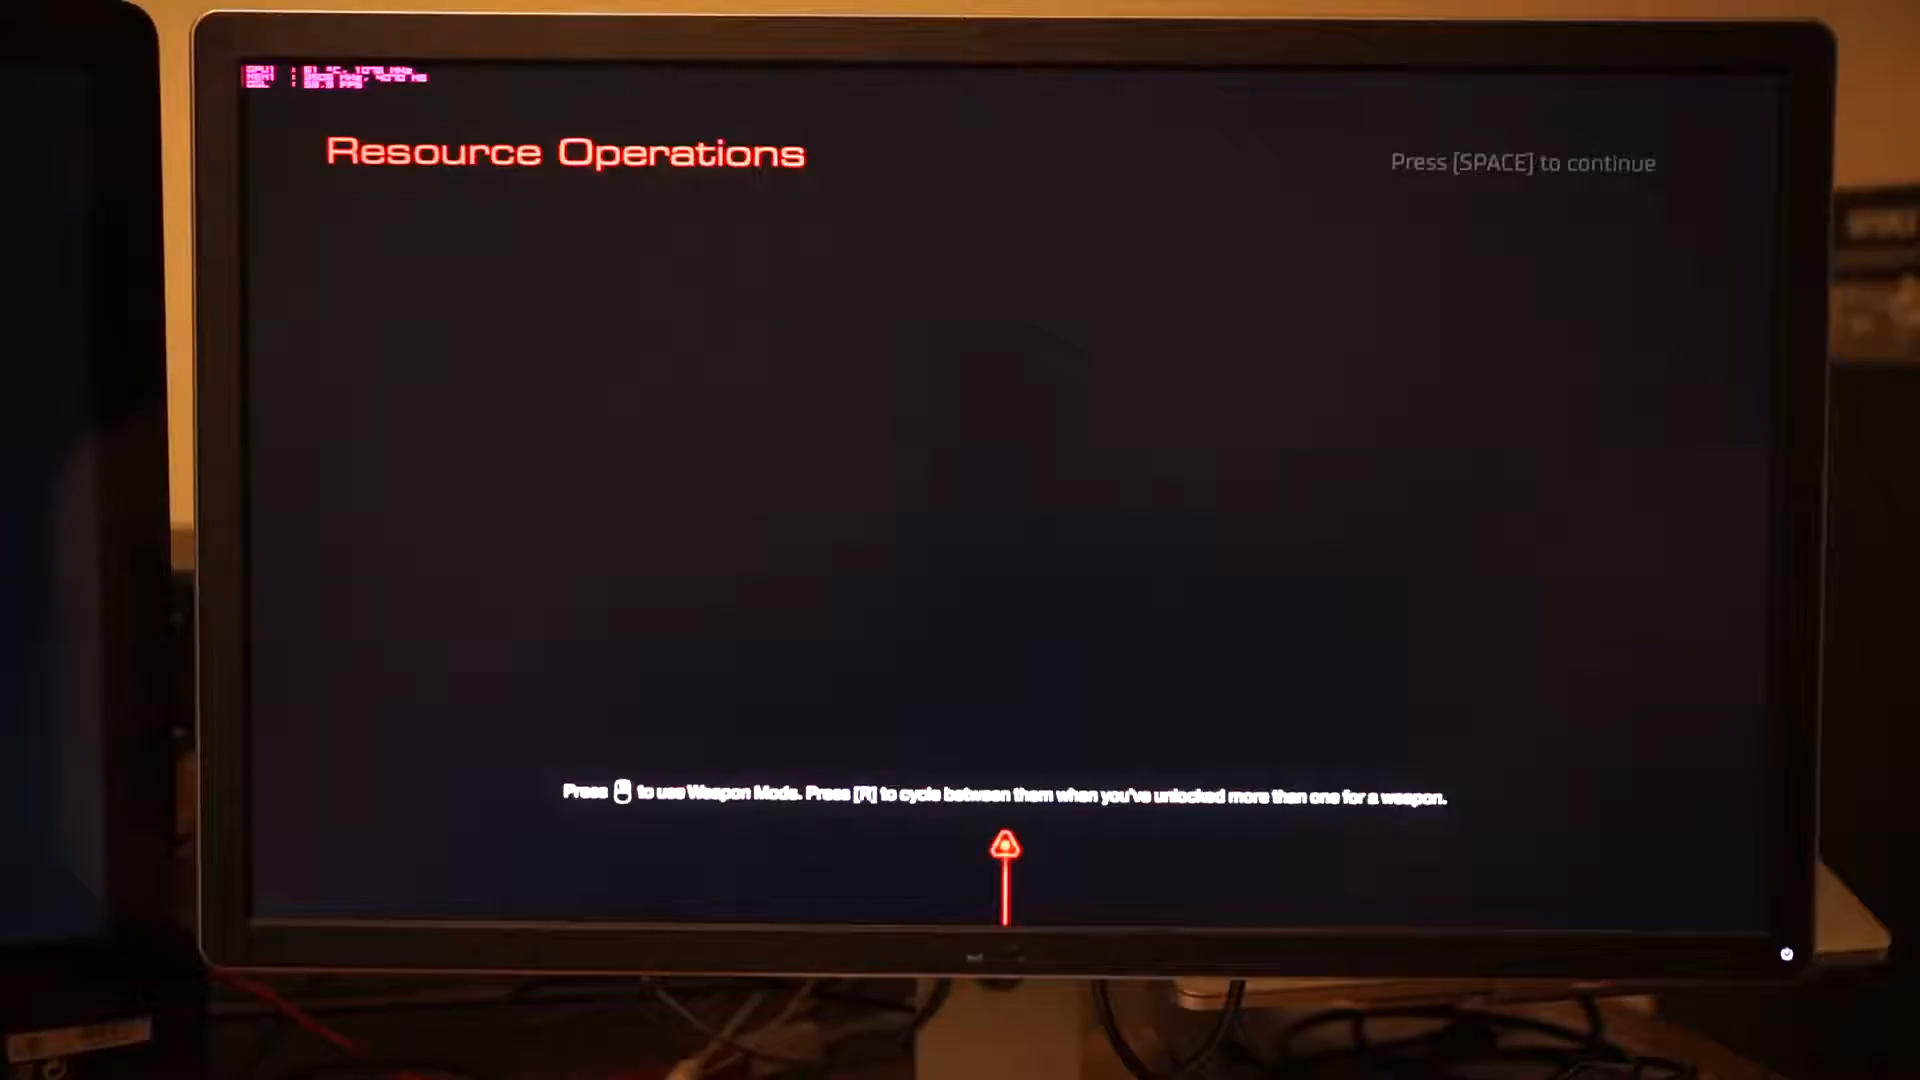 Resource Operations
Press [SPACE] to continue
Press to use Weapon Mods. Press [R] to cycle between them when you've unlocked more than one for a weapon.